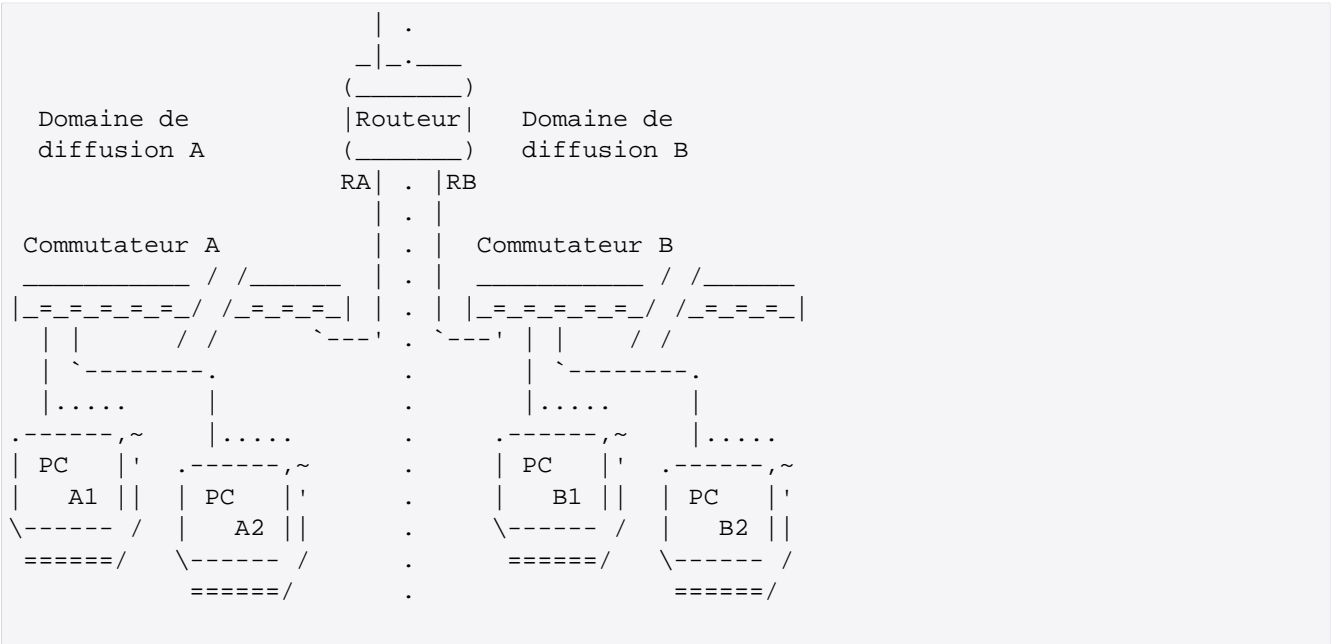 Domaine de |Routeur| Domaine de
diffusion A diffusion B
RA RB
Commutateur A Commutateur B
PC PC
A1 PC B1 PC
A2 B2